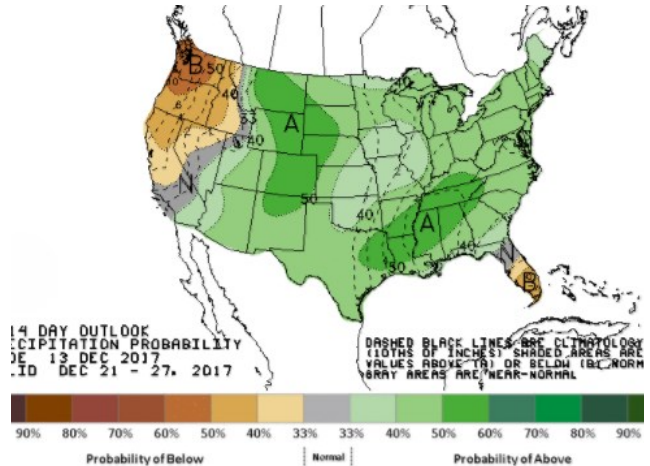 B 50
40
33
40
A
N
50
40
A
50
40
N
B
14 DAY OUTLOOK
ECIPITATION PROBABILITY
DE 13 DEC 2017
LID DEC 21 - 27, 2017
DASHED BLACK LINES ARE CLIMATOLOGY
(10THS OF INCHES) SHADED AREAS ARE
VALUES ABOVE (A) OR BELOW (B) NORM
GRAY AREAS ARE NEAR-NORMAL
90% 80% 70% 60% 50% 40% 33% 33% 40% 50% 60% 70% 80% 90%
Probability of Below Normal Probability of Above